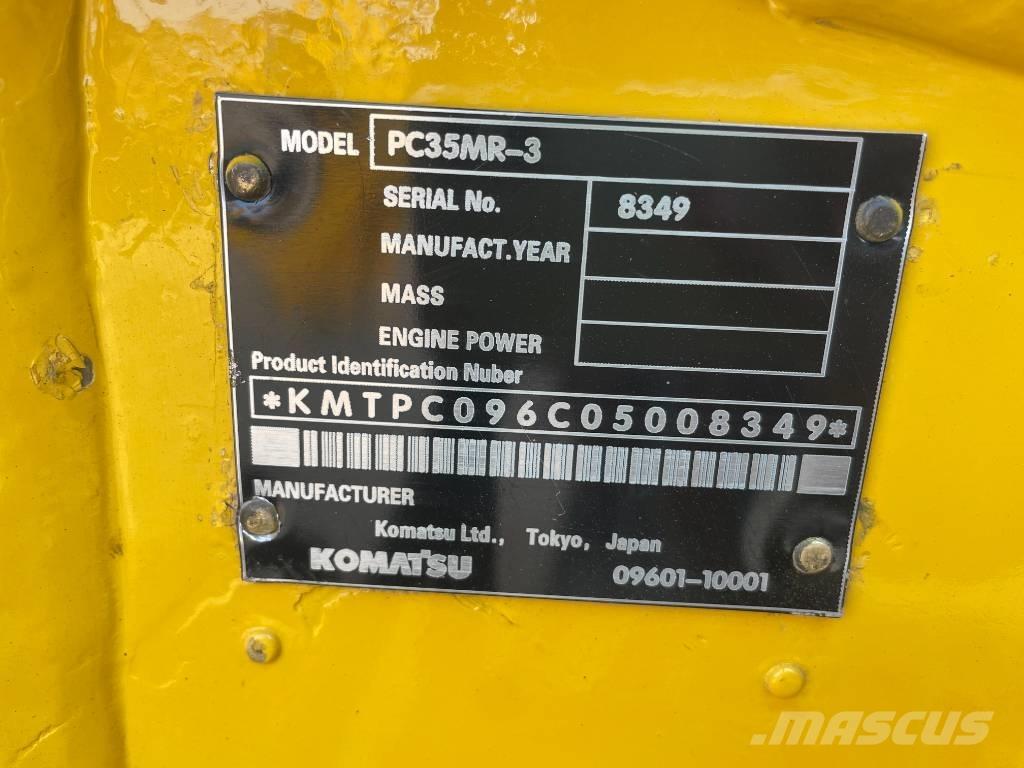 MODEL PC35MR-3
SERIAL No. 8349
MANUFACT.YEAR
MASS
ENGINE POWER
Product Identification Nuber
*KMTPC096C05008349*
MANUFACTURER
Komatsu Ltd., Tokyo, Japan
KOMATSU 09601-10001
MASCUS